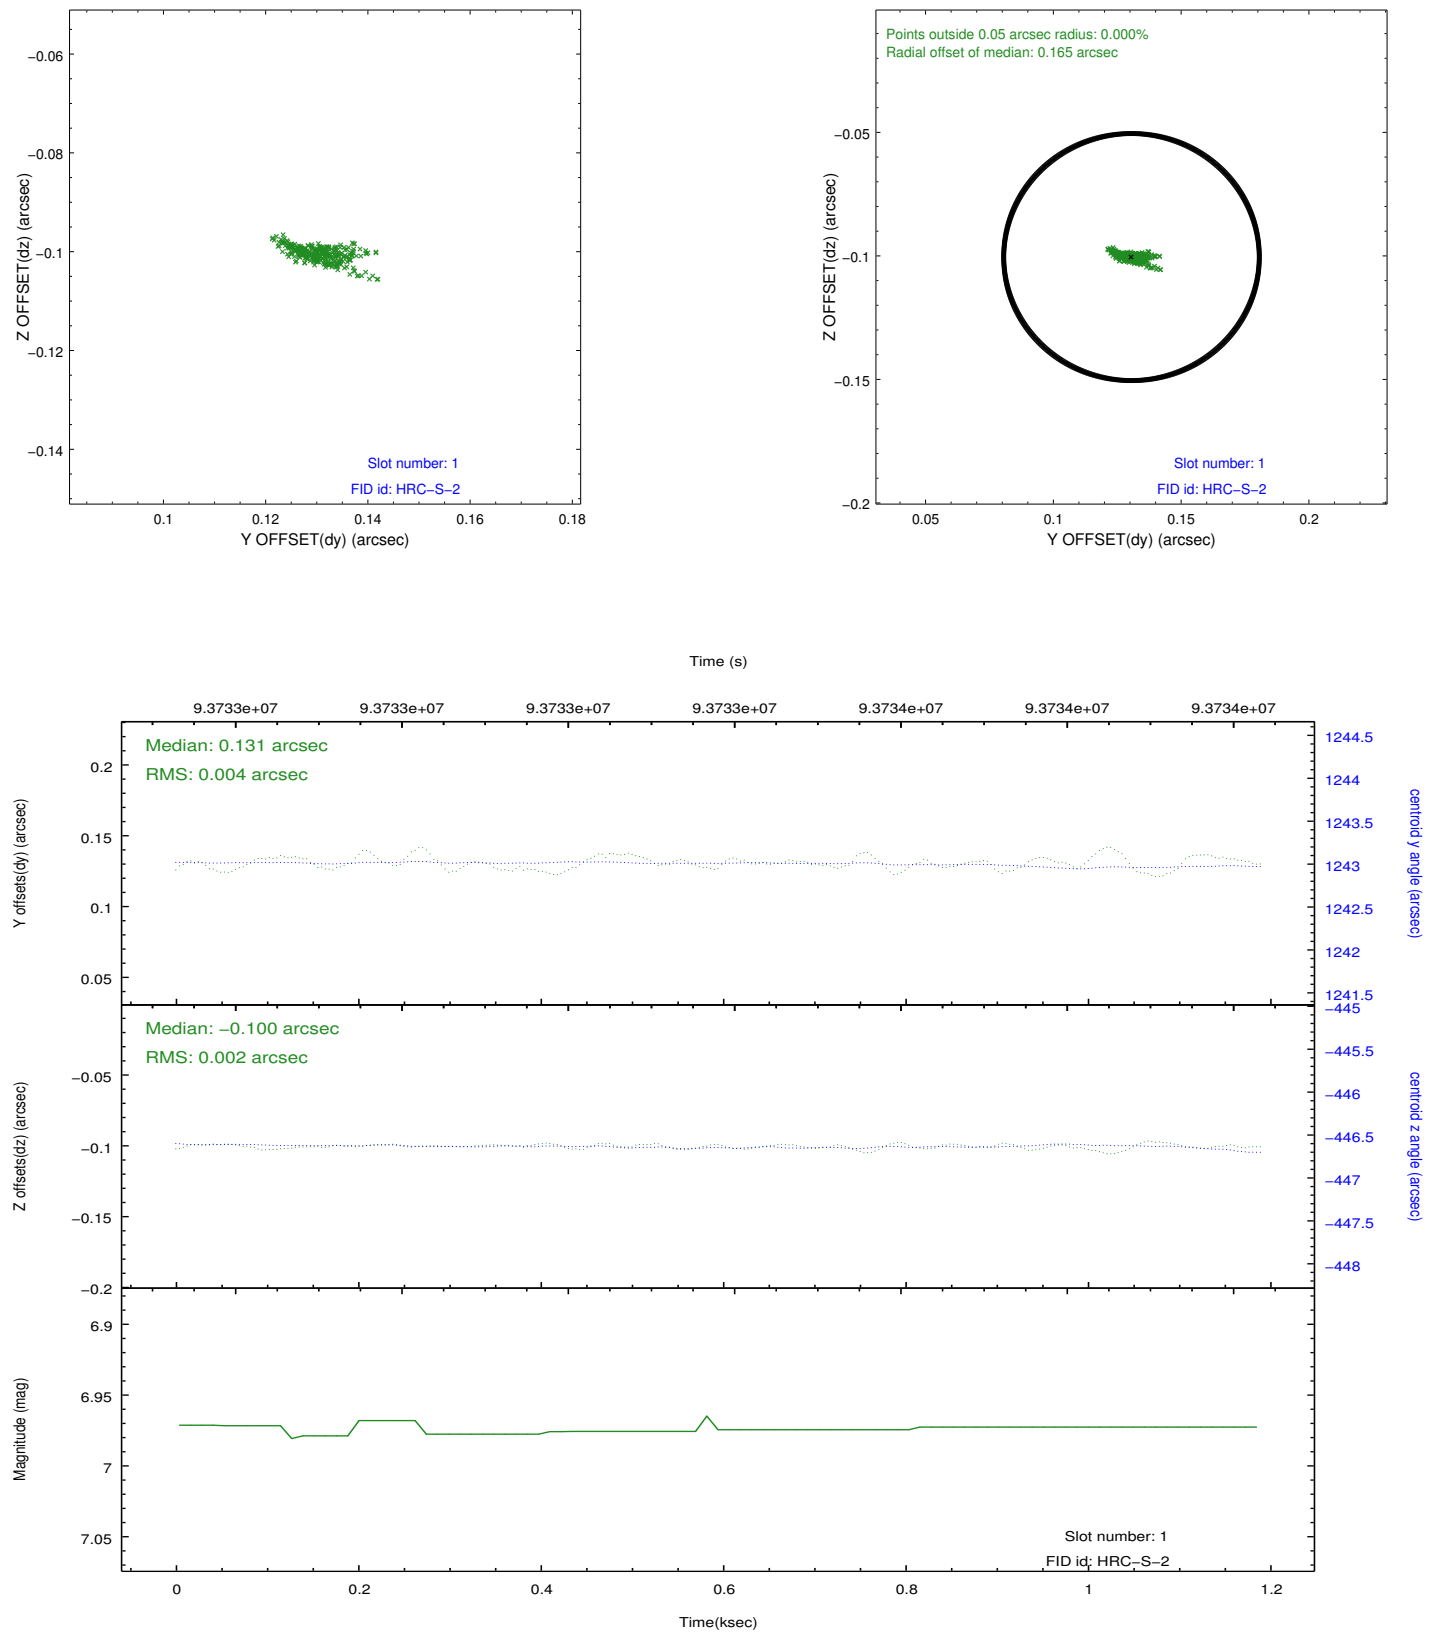 −0.06
−0.08
−0.1
−0.12
−0.14
Z OFFSET(dz) (arcsec)
Slot number: 1
FID id: HRC−S−2
0.1 0.12 0.14 0.16 0.18
Y OFFSET(dy) (arcsec)
Points outside 0.05 arcsec radius: 0.000%
Radial offset of median: 0.165 arcsec
−0.05
−0.1
−0.15
−0.2
Z OFFSET(dz) (arcsec)
Slot number: 1
FID id: HRC−S−2
0.05 0.1 0.15 0.2
Y OFFSET(dy) (arcsec)
Time (s)
9.3733e+07 9.3733e+07 9.3733e+07 9.3733e+07 9.3734e+07 9.3734e+07 9.3734e+07
Median: 0.131 arcsec
RMS: 0.004 arcsec
0.2
0.15
0.1
0.05
Y offsets(dy) (arcsec)
1244.5
1244
1243.5
1243
1242.5
1242
1241.5
centroid y angle (arcsec)
Median: −0.100 arcsec
RMS: 0.002 arcsec
−0.05
−0.1
−0.15
−0.2
Z offsets(dz) (arcsec)
−445
−445.5
−446
−446.5
−447
−447.5
−448
centroid z angle (arcsec)
6.9
6.95
7
7.05
Magnitude (mag)
Slot number: 1
FID id: HRC−S−2
0 0.2 0.4 0.6 0.8 1 1.2
Time(ksec)